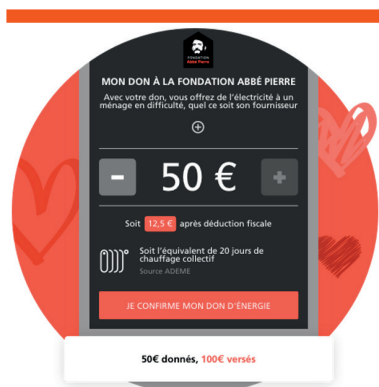 FONDATION
Abbé Pierre
MON DON À LA FONDATION ABBÉ PIERRE
Avec votre don, vous offrez de l'électricité à un
ménage en difficulté, quel ce soit son fournisseur
- 50 € +
Soit 12,5 € après déduction fiscale
Soit l'équivalent de 20 jours de
chauffage collectif
Source ADEME
JE CONFIRME MON DON D'ÉNERGIE
50€ donnés, 100€ versés